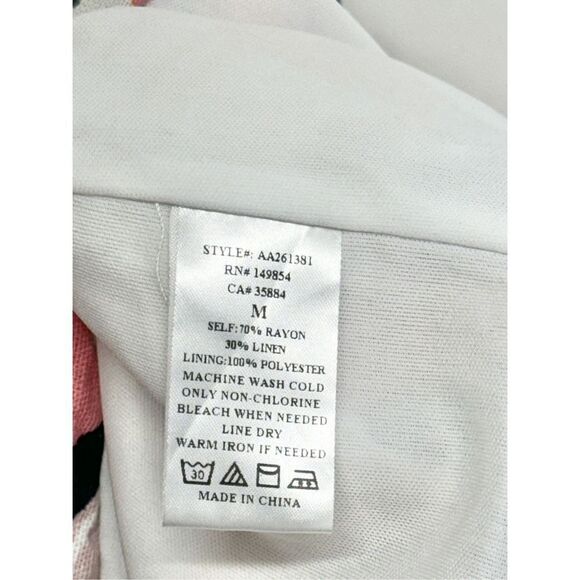 STYLE#: AA261381
RN# 149854
CA# 35884
M
SELF:70% RAYON
30% LINEN
LINING:100% POLYESTER
MACHINE WASH COLD
ONLY NON-CHLORINE
BLEACH WHEN NEEDED
LINE DRY
WARM IRON IF NEEDED
30
MADE IN CHINA